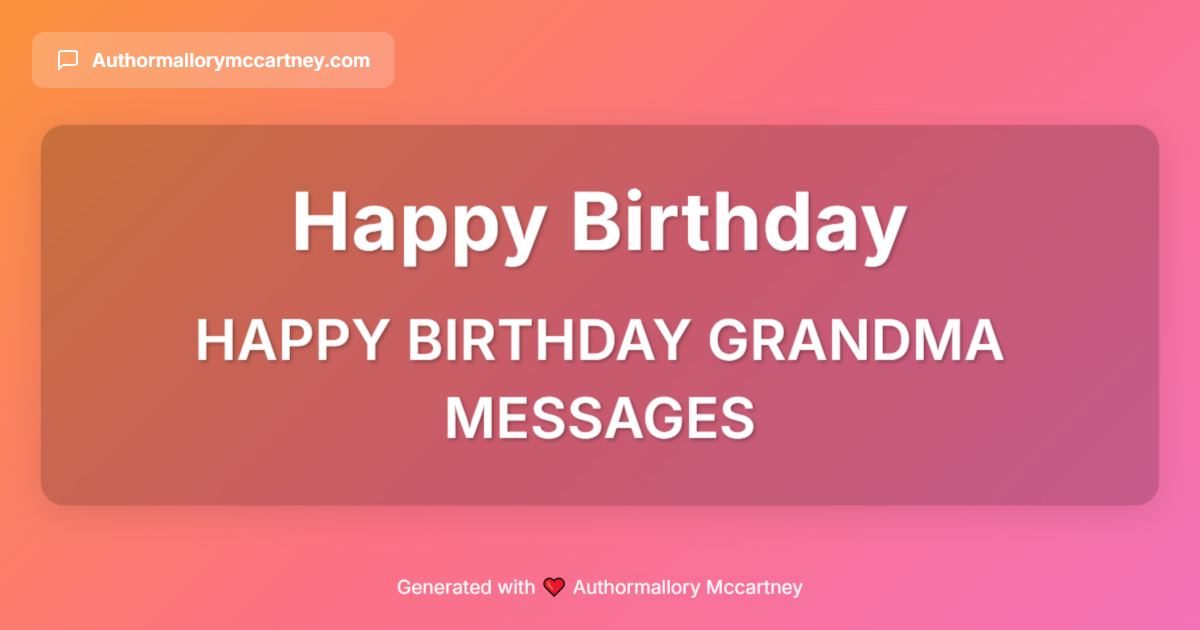 Authormallorymccartney.com
Happy Birthday
HAPPY BIRTHDAY GRANDMA
MESSAGES
Generated with ❤️ Authormallory Mccartney